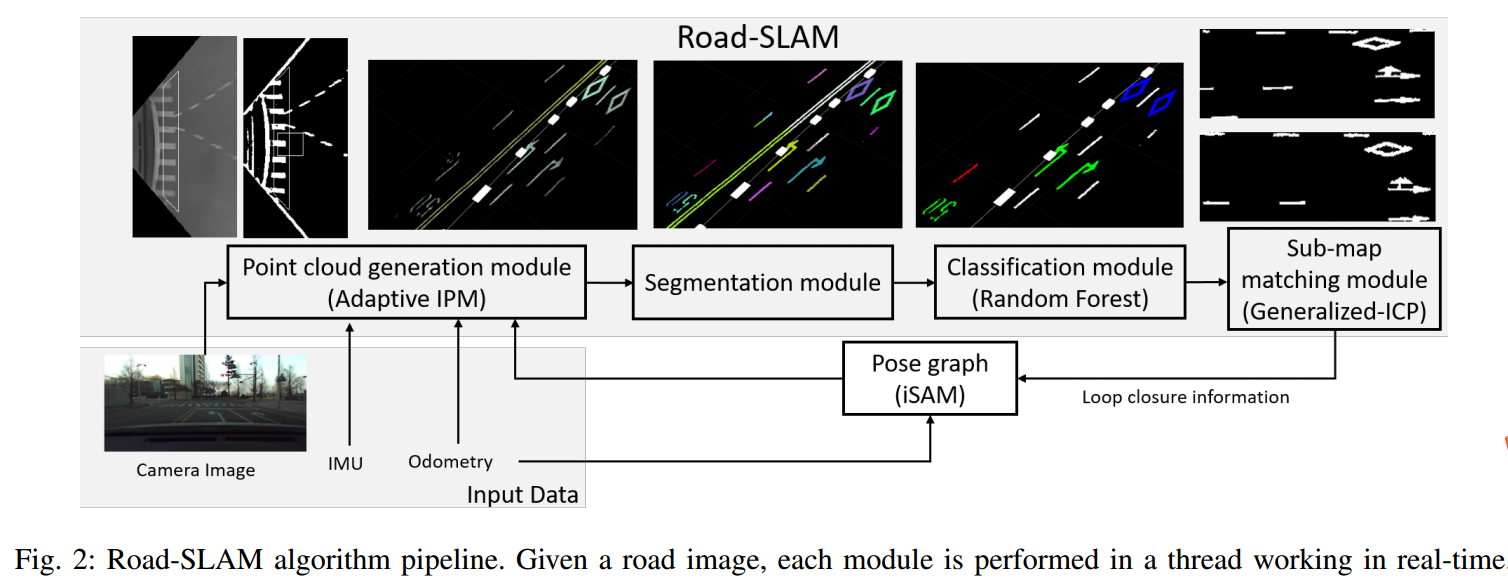 Road-SLAM
Point cloud generation module
(Adaptive IPM)
Segmentation module
Classification module
(Random Forest)
Sub-map
matching module
(Generalized-ICP)
Pose graph
(iSAM)
Loop closure information
Camera Image
IMU
Odometry
Input Data
Fig. 2: Road-SLAM algorithm pipeline. Given a road image, each module is performed in a thread working in real-time.